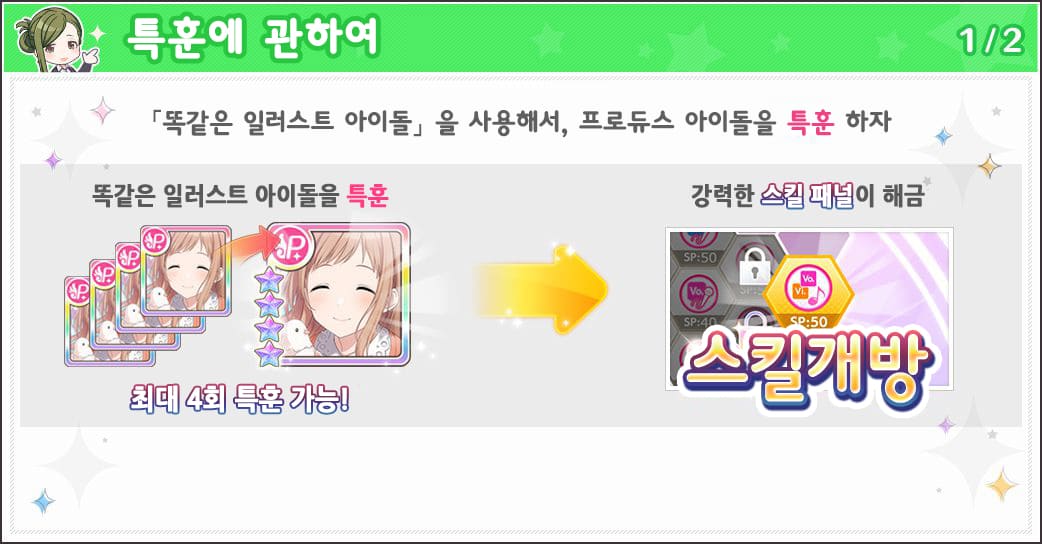 특훈에 관하여
1/2
「똑같은 일러스트 아이돌」 을 사용해서, 프로듀스 아이돌을 특훈 하자
똑같은 일러스트 아이돌을 특훈
강력한 스킬 패널이 해금
P
P
P
P
P
SP:50
Vo.
Vo.
Vi.
SP:40
SP:50
스킬개방
최대 4회 특훈 가능!